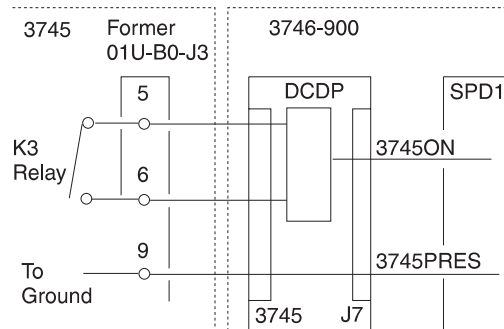 3745
Former
01U-B0-J3
3746-900
5
DCDP
SPD1
K3
Relay
3745ON
6
9
3745PRES
To
Ground
3745
J7